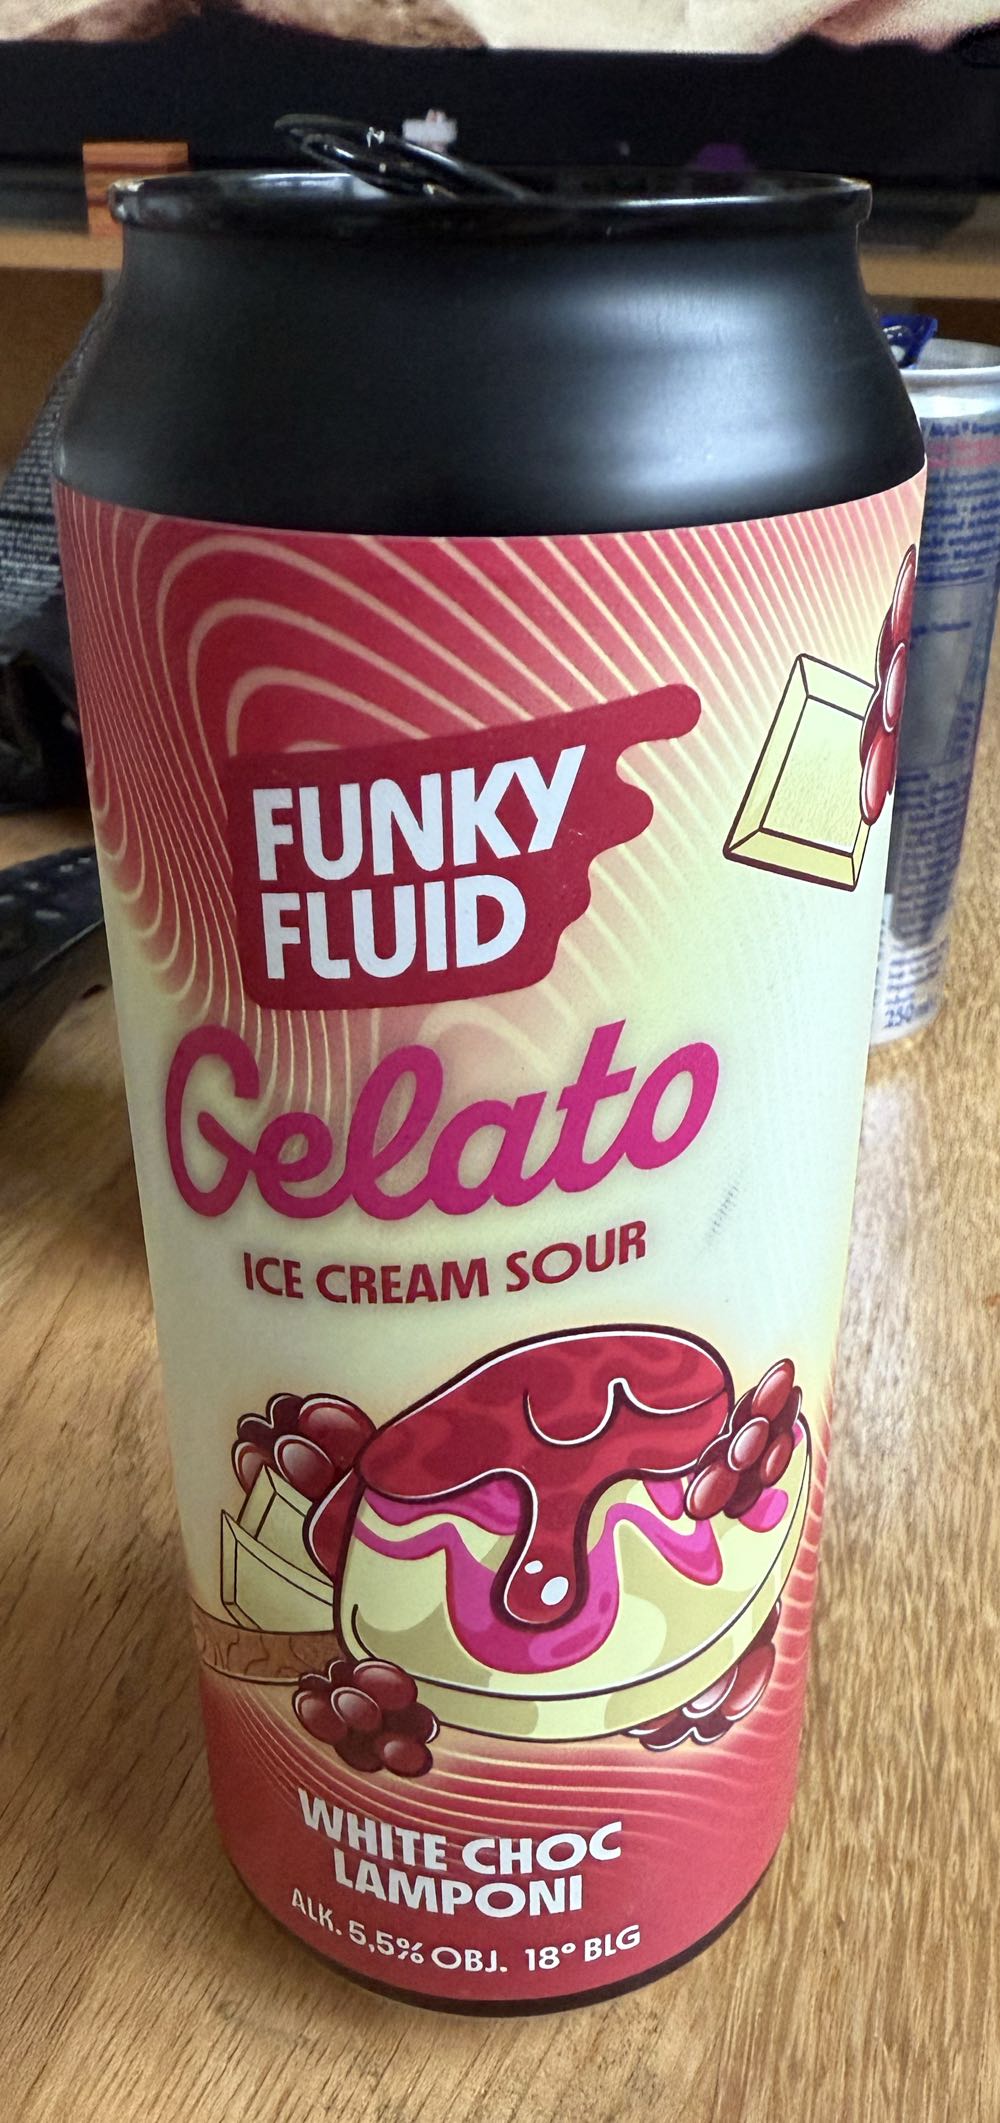 FUNKY
FLUID
Gelato
ICE CREAM SOUR
WHITE CHOC
LAMPONI
ALK. 5,5% OBJ. 18° BLG